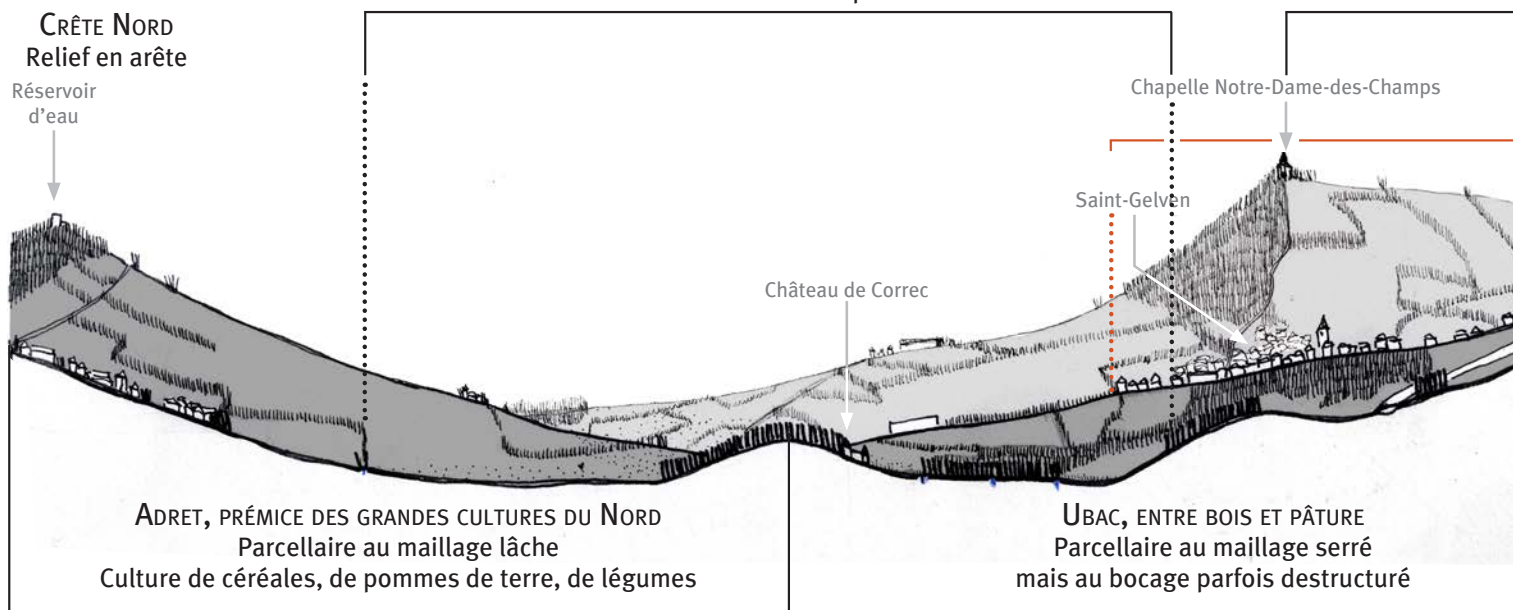 CRÊTE NORD
Relief en arête
Réservoir
d'eau
Chapelle Notre-Dame-des-Champs
Saint-Gelven
Château de Correc
ADRET, PRÉMICE DES GRANDES CULTURES DU NORD
Parcellaire au maillage lâche
Culture de céréales, de pommes de terre, de légumes
UBAC, ENTRE BOIS ET PÂTURE
Parcellaire au maillage serré
mais au bocage parfois destructuré